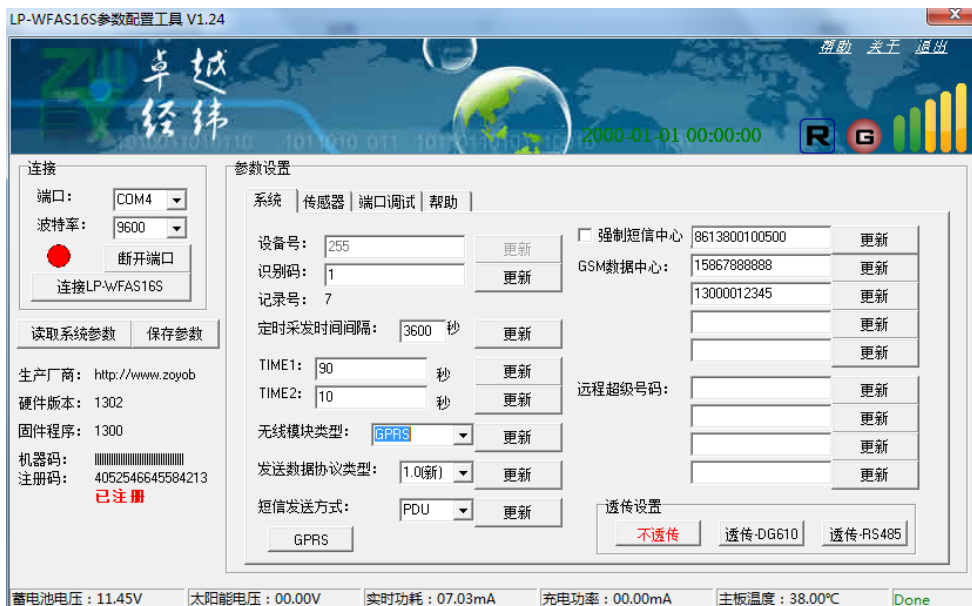 LP-WFAS16S参数配置工具 V1.24
帮助 关于 退出
卓越
经纬
2000-01-01 00:00:00
R G
连接
端口： COM4
波特率： 9600
断开端口
连接LP-WFAS16S
读取系统参数 保存参数
生产厂商： http://www.zoyob
硬件版本： 1302
固件程序： 1300
机器码：
注册码： 4052546645584213
已注册
参数设置
系统 传感器 端口调试 帮助
设备号： 255 更新
识别码： 1 更新
记录号： 7
定时采发时间间隔： 3600 秒 更新
TIME1： 90 秒 更新
TIME2： 10 秒 更新
无线模块类型： GPRS 更新
发送数据协议类型： 1.0(新) 更新
短信发送方式： PDU 更新
GPRS
强制短信中心 8613800100500 更新
GSM数据中心： 15867888888 更新
13000012345 更新
更新
更新
远程超级号码： 更新
更新
更新
更新
透传设置
不透传 透传-DG610 透传-RS485
蓄电池电压：11.45V 太阳能电压：00.00V 实时功耗：07.03mA 充电功率：00.00mA 主板温度：38.00℃ Done